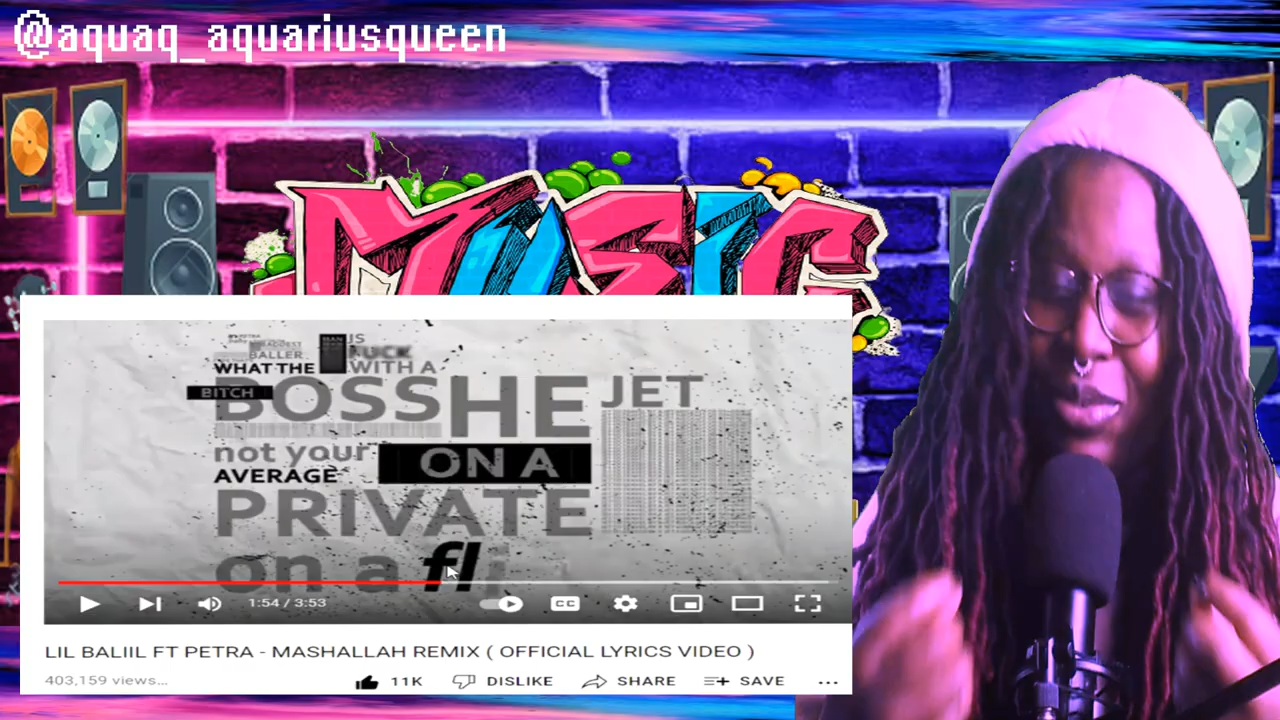 @aquaq_aquariusqueen
MUSIC
BALLER
IS
FUCK
WHAT THE
WITH A
BITCH
BOSS HE JET
not your
ON A
AVERAGE
PRIVATE
on a fli
1:54 / 3:53
CC
LIL BALIIL FT PETRA - MASHALLAH REMIX ( OFFICIAL LYRICS VIDEO )
403,159 views...
11K DISLIKE SHARE SAVE ...